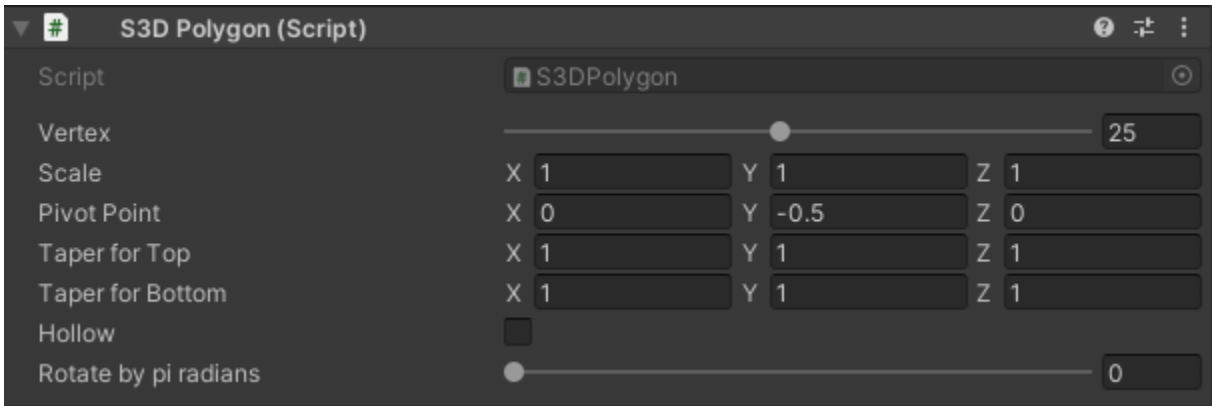 # S3D Polygon (Script)
Script # S3DPolygon
Vertex 25
Scale X 1 Y 1 Z 1
Pivot Point X 0 Y -0.5 Z 0
Taper for Top X 1 Y 1 Z 1
Taper for Bottom X 1 Y 1 Z 1
Hollow
Rotate by pi radians 0